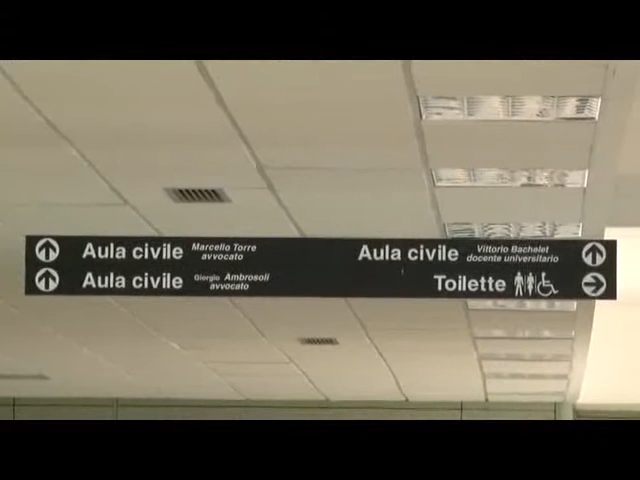 Aula civile Marcello Torre avvocato
Aula civile Giorgio Ambrosoli avvocato
Aula civile Vittorio Bachelet docente universitario
Toilette